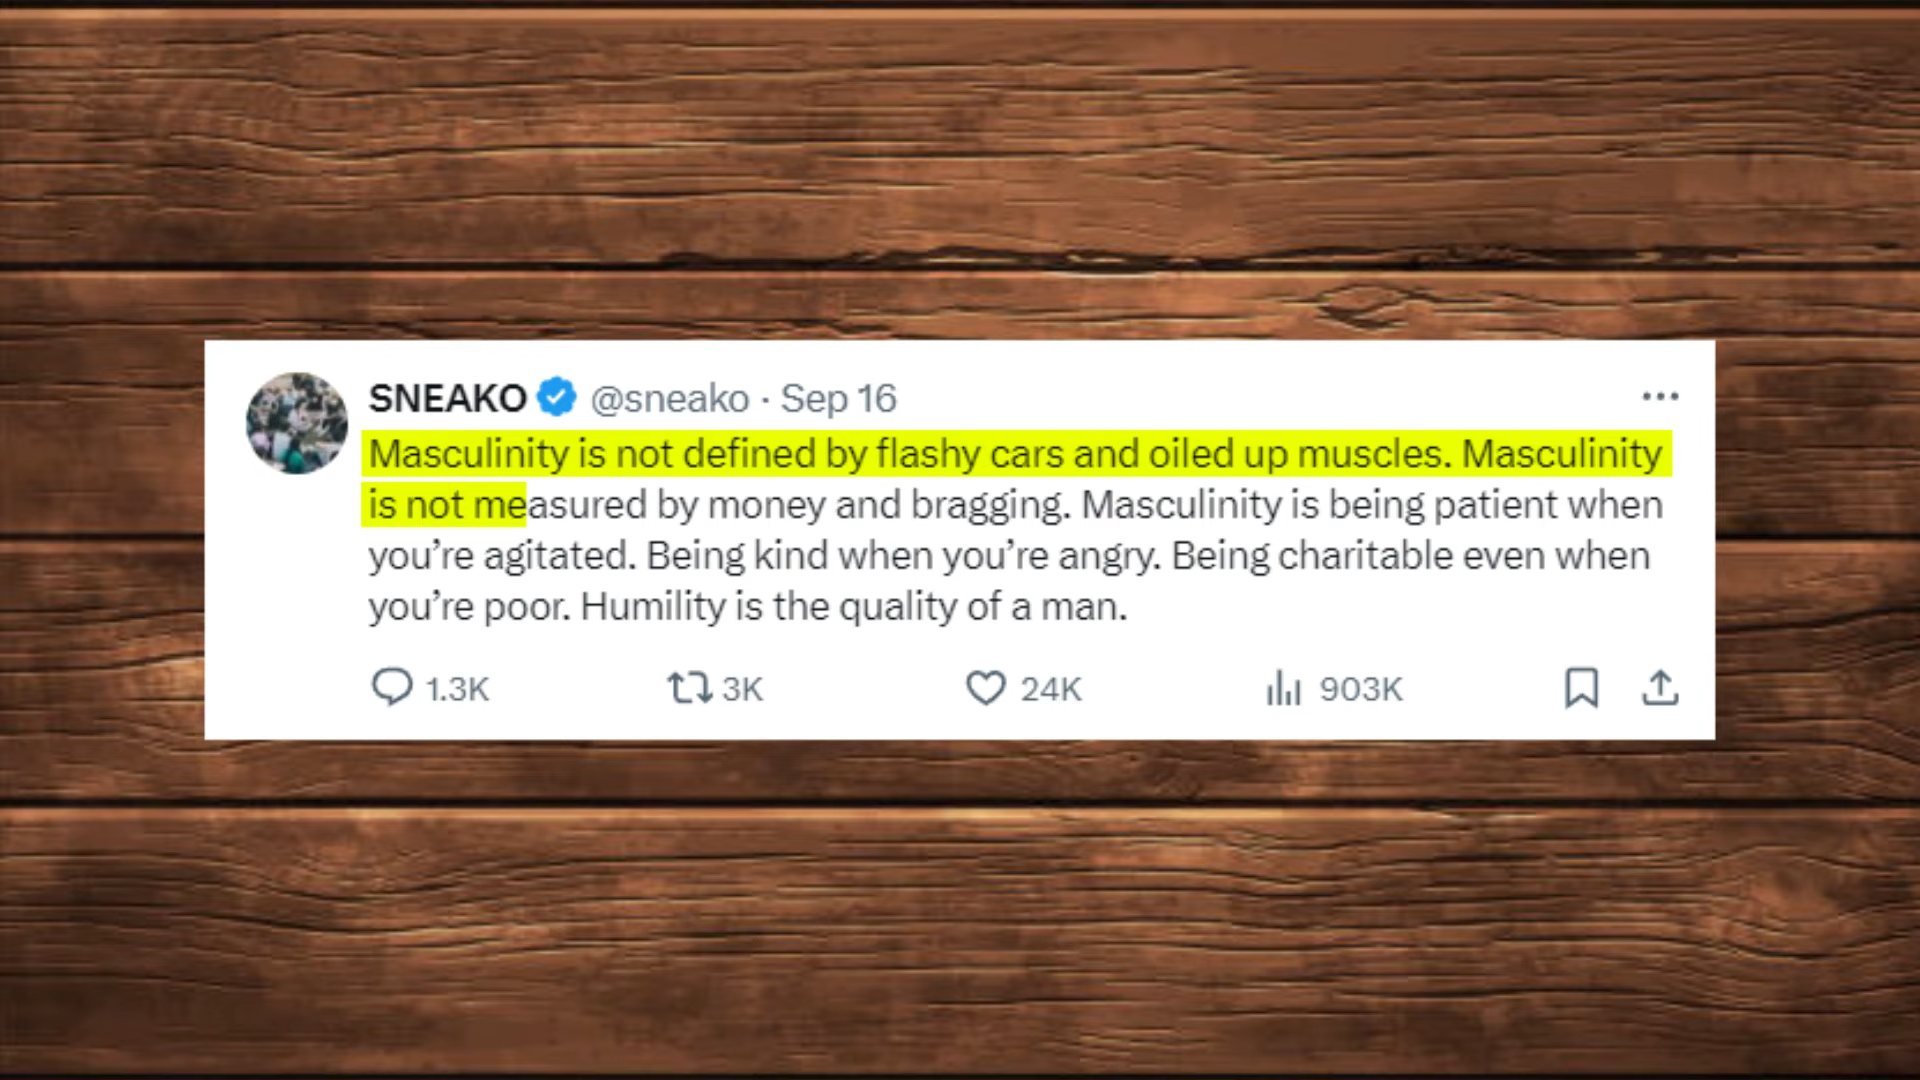 SNEAKO @sneako · Sep 16
Masculinity is not defined by flashy cars and oiled up muscles. Masculinity
is not measured by money and bragging. Masculinity is being patient when
you’re agitated. Being kind when you’re angry. Being charitable even when
you’re poor. Humility is the quality of a man.
1.3K 3K 24K 903K